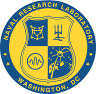 NAVAL RESEARCH LABORATORY
WASHINGTON, DC